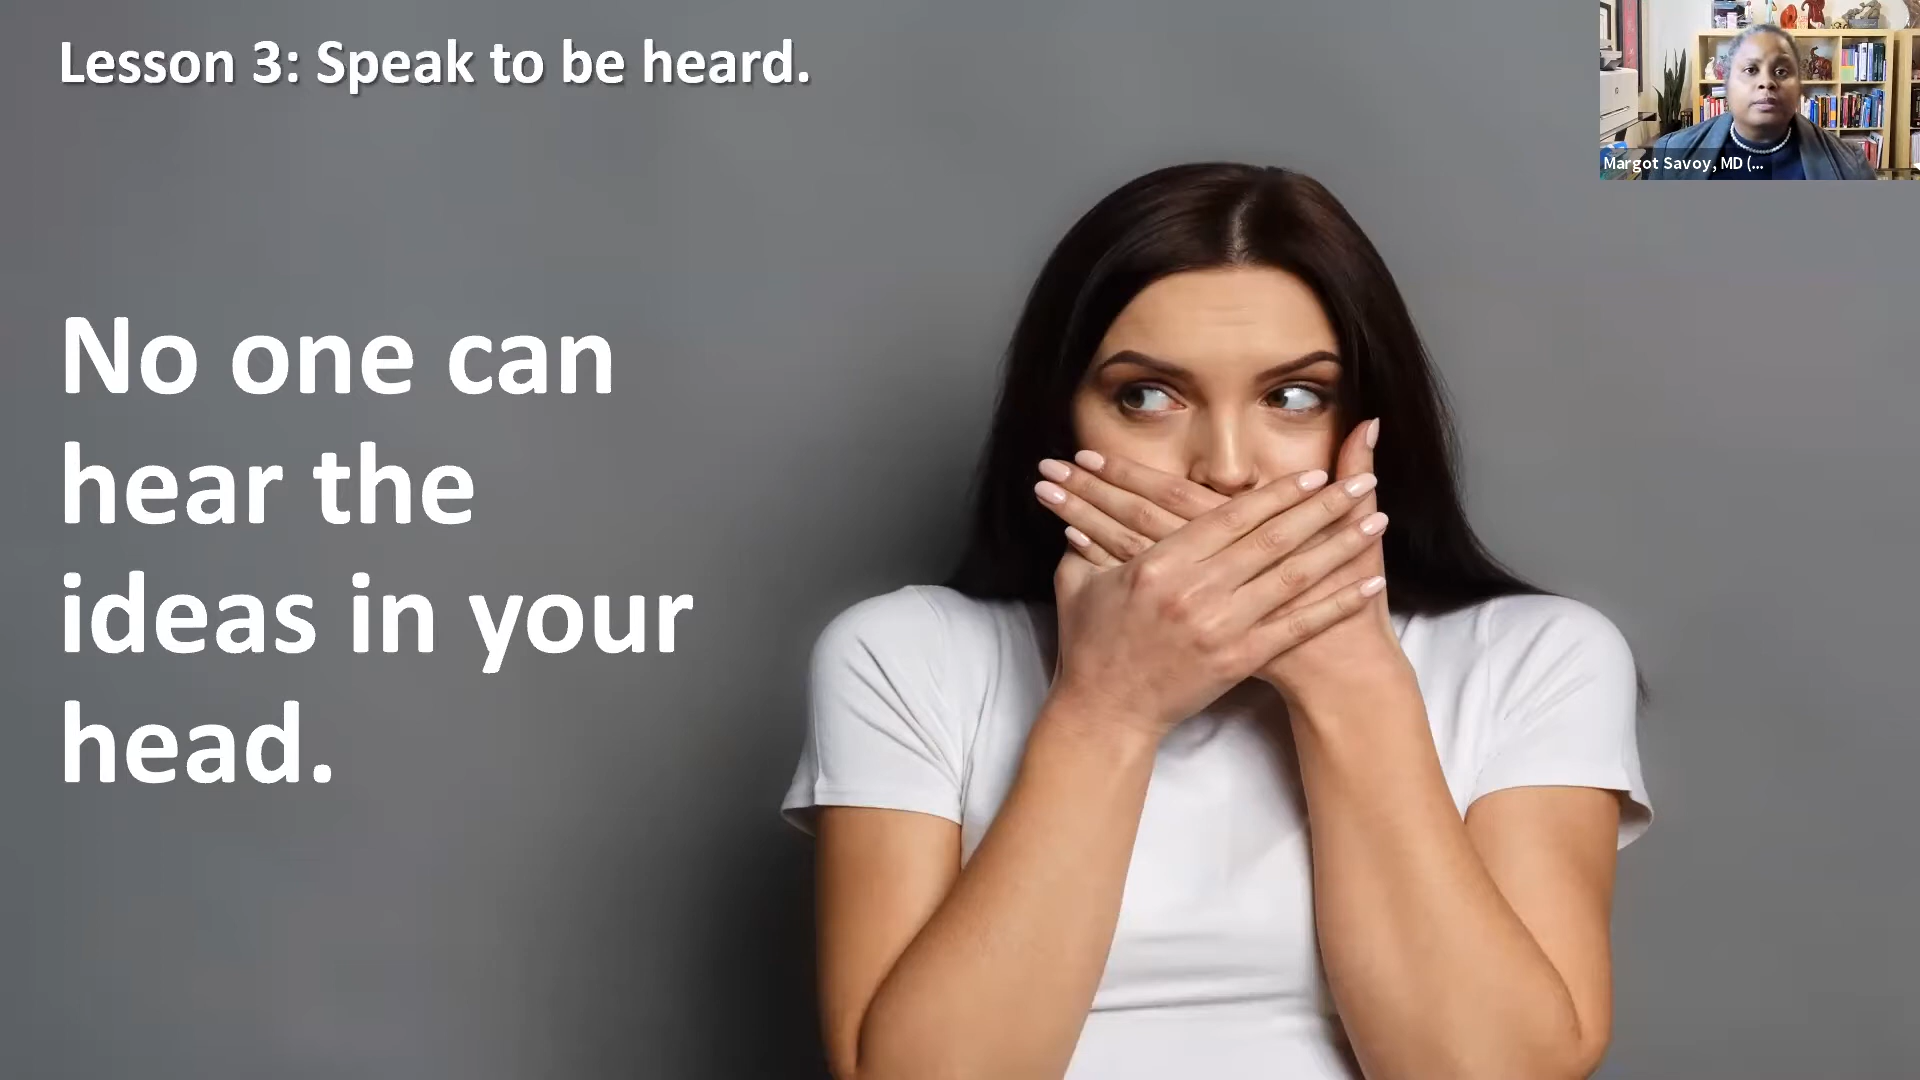 Lesson 3: Speak to be heard.
Margot Savoy, MD (...
No one can
hear the
ideas in your
head.